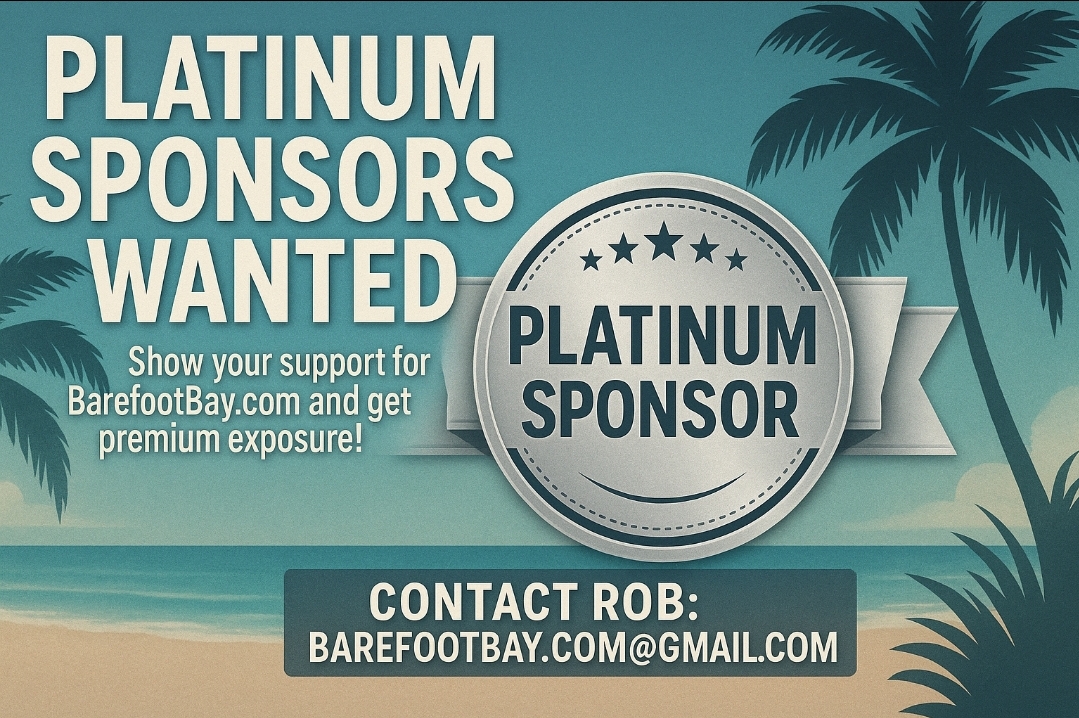 PLATINUM
SPONSORS
WANTED
Show your support for
BarefootBay.com and get
premium exposure!
PLATINUM
SPONSOR
CONTACT ROB:
BAREFOOTBAY.COM@GMAIL.COM